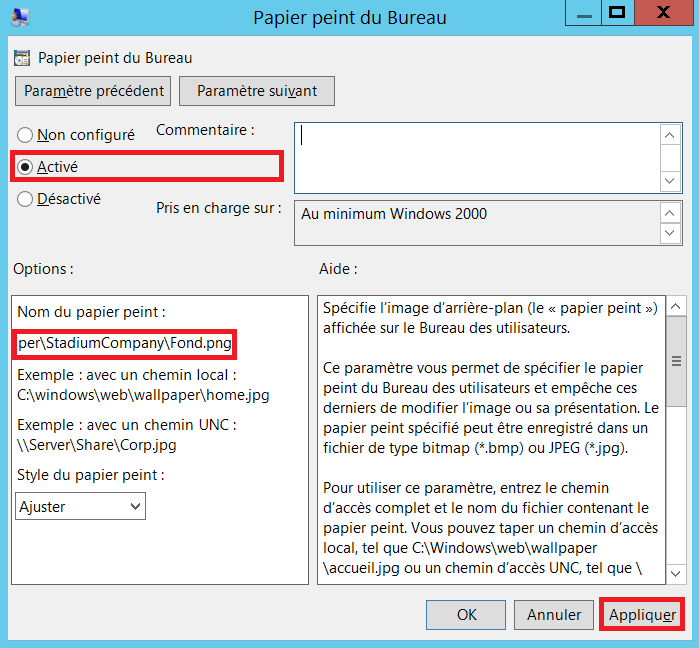 Papier peint du Bureau
Papier peint du Bureau
Paramètre précédent
Paramètre suivant
Non configuré
Commentaire :
Activé
Désactivé
Pris en charge sur :
Au minimum Windows 2000
Options :
Aide :
Nom du papier peint :
per\StadiumCompany\Fond.png
Exemple : avec un chemin local :
C:\windows\web\wallpaper\home.jpg
Exemple : avec un chemin UNC :
\\Server\Share\Corp.jpg
Style du papier peint :
Ajuster
Spécifie l’image d’arrière-plan (le « papier peint »)
affichée sur le Bureau des utilisateurs.
Ce paramètre vous permet de spécifier le papier
peint du Bureau des utilisateurs et empêche ces
derniers de modifier l’image ou sa présentation. Le
papier peint spécifié peut être enregistré dans un
fichier de type bitmap (*.bmp) ou JPEG (*.jpg).
Pour utiliser ce paramètre, entrez le chemin
d’accès complet et le nom du fichier contenant le
papier peint. Vous pouvez taper un chemin d’accès
local, tel que C:\Windows\web\wallpaper
\accueil.jpg ou un chemin d’accès UNC, tel que \
OK
Annuler
Appliquer